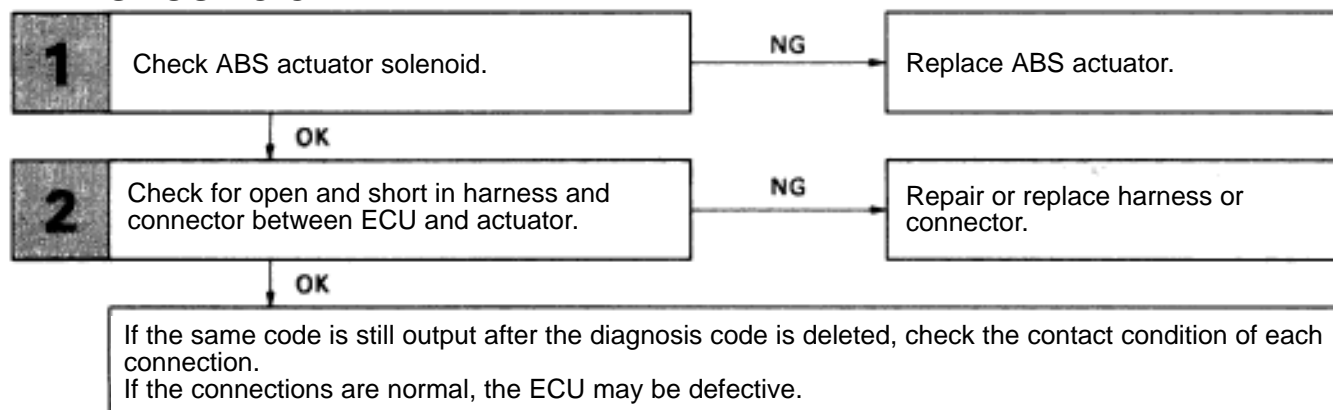 1
Check ABS actuator solenoid.
NG
Replace ABS actuator.
OK
2
Check for open and short in harness and
connector between ECU and actuator.
NG
Repair or replace harness or
connector.
OK
If the same code is still output after the diagnosis code is deleted, check the contact condition of each
connection.
If the connections are normal, the ECU may be defective.